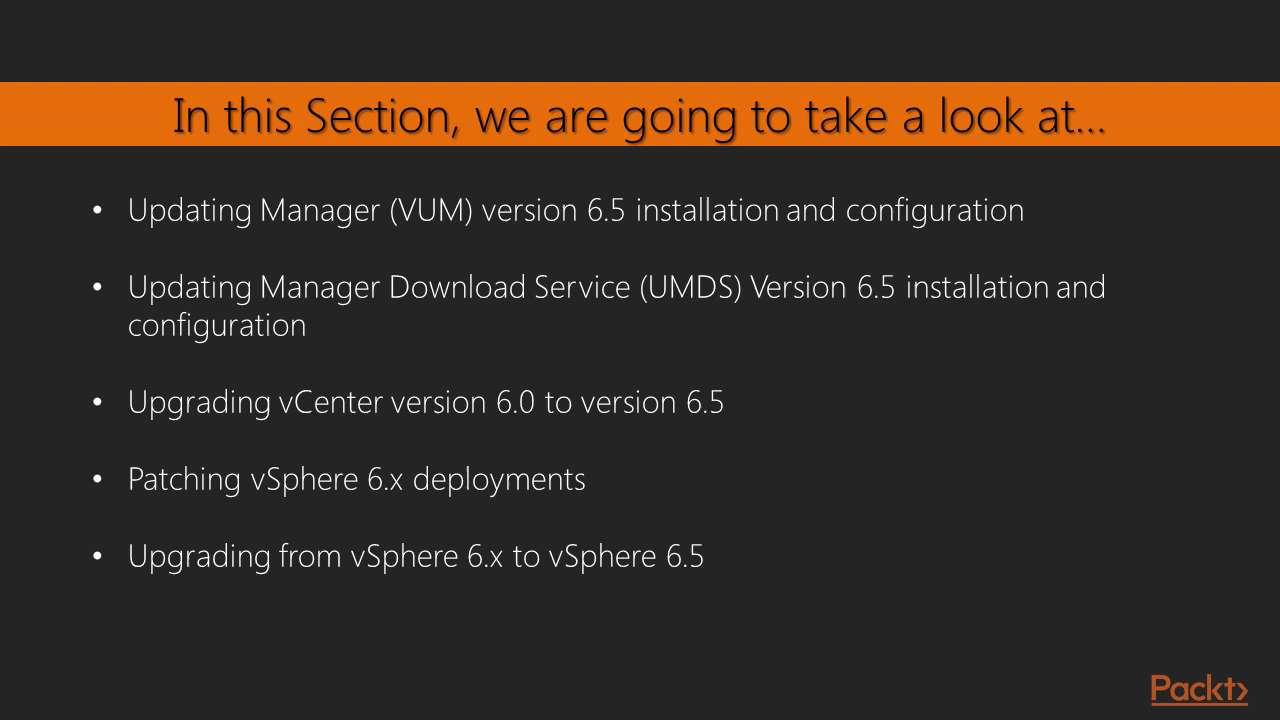 In this Section, we are going to take a look at...
• Updating Manager (VUM) version 6.5 installation and configuration
• Updating Manager Download Service (UMDS) Version 6.5 installation and
configuration
• Upgrading vCenter version 6.0 to version 6.5
• Patching vSphere 6.x deployments
• Upgrading from vSphere 6.x to vSphere 6.5
Packt>